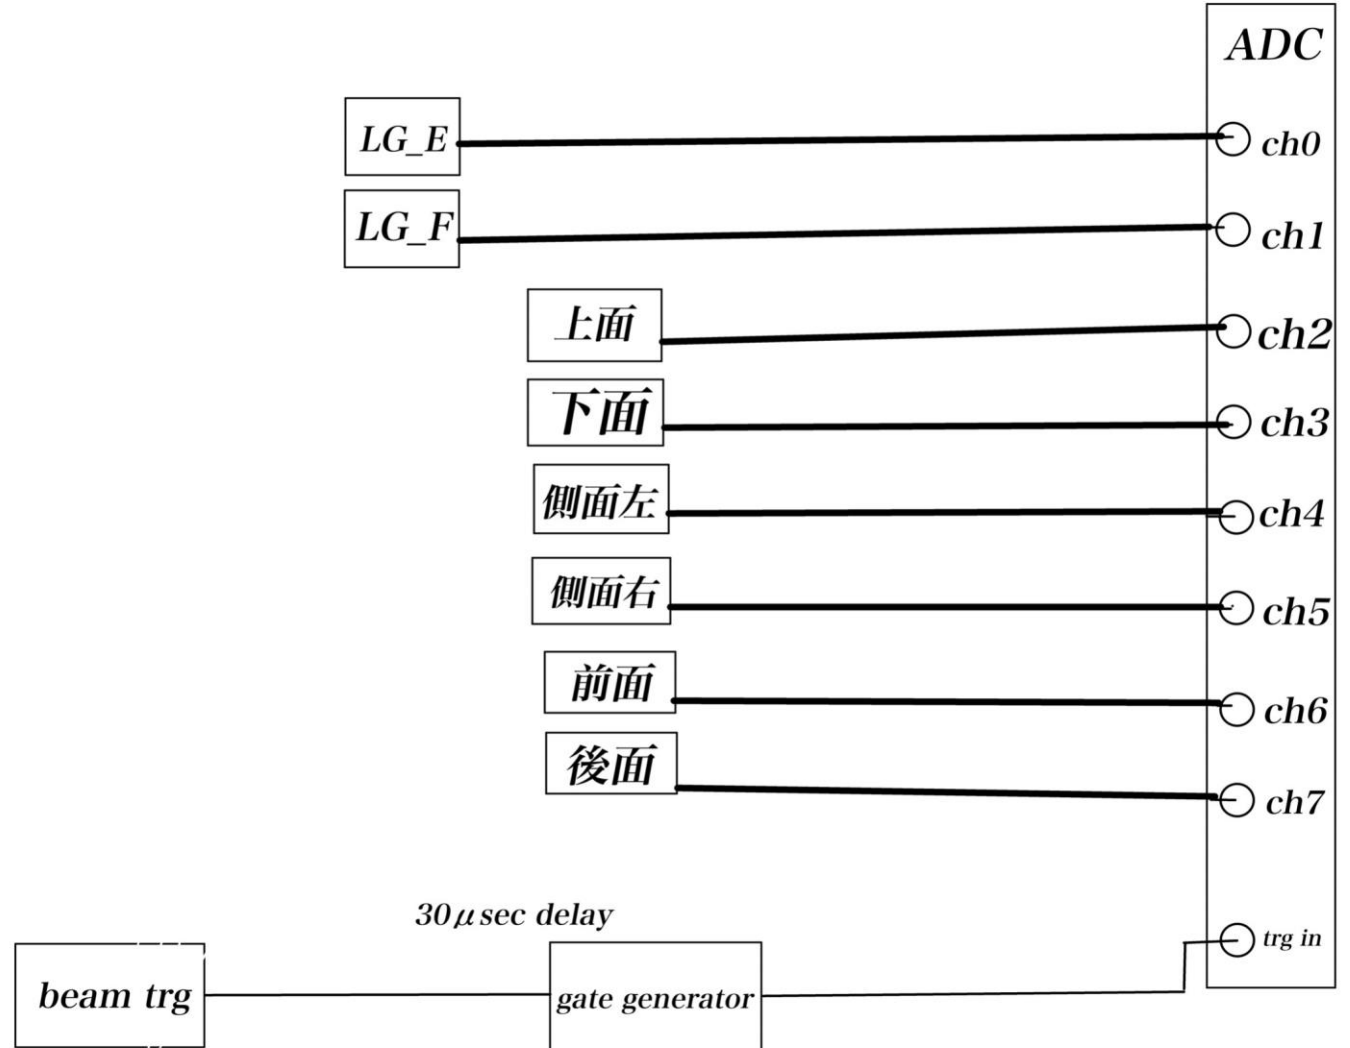 ADC
LG_E
ch0
LG_F
ch1
上面
ch2
下面
ch3
側面左
ch4
側面右
ch5
前面
ch6
後面
ch7
30μsec delay
trg in
beam trg
gate generator